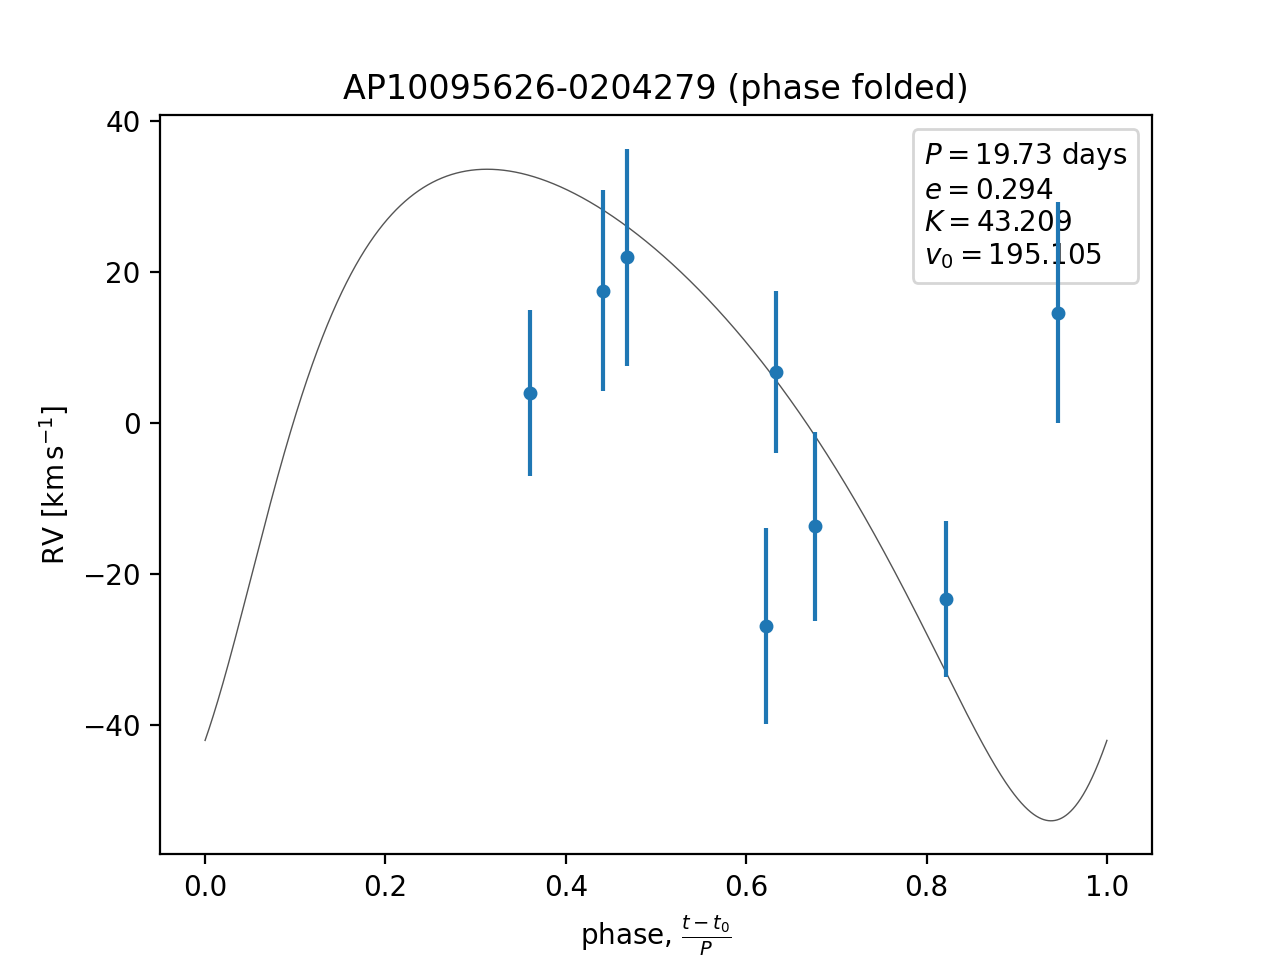 AP10095626-0204279 (phase folded)
P = 19.73 days
e = 0.294
K = 43.209
v₀ = 195.105
40
20
0
−20
−40
RV [km s⁻¹]
0.0 0.2 0.4 0.6 0.8 1.0
phase, (t − t₀)/P